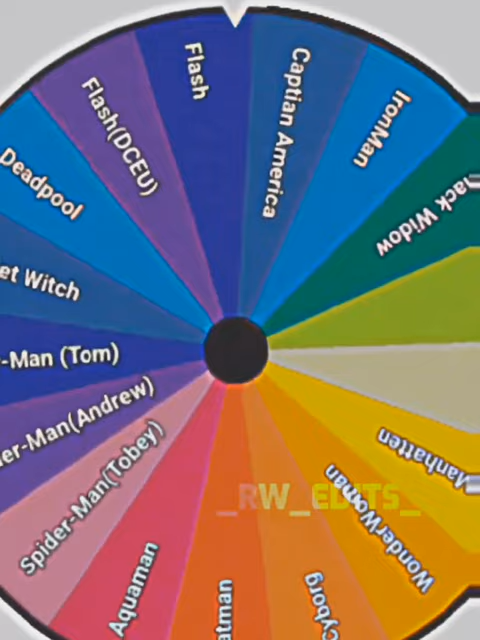 Flash
Captian America
IronMan
ack Widow
Manhatten
WonderWoman
Cyborg
atman
Aquaman
Spider-Man(Tobey)
er-Man(Andrew)
-Man (Tom)
et Witch
Deadpool
Flash(DCEU)
_RW_EDITS_